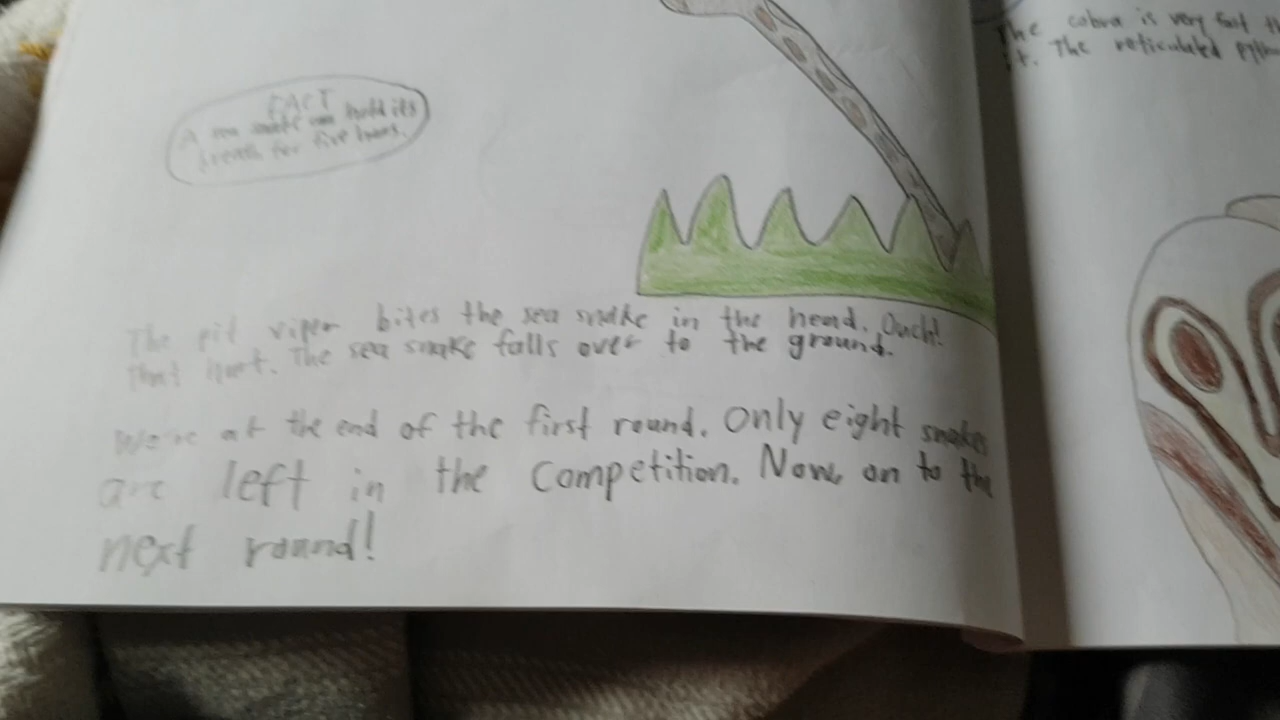 FACT
A sea snake can hold its
breath for five hours.
The pit viper bites the sea snake in the head. Ouch!
That hurt. The sea snake falls over to the ground.
We're at the end of the first round. Only eight snakes
are left in the competition. Now, on to the
next round!
The cobra is very fast
it. The reticulated